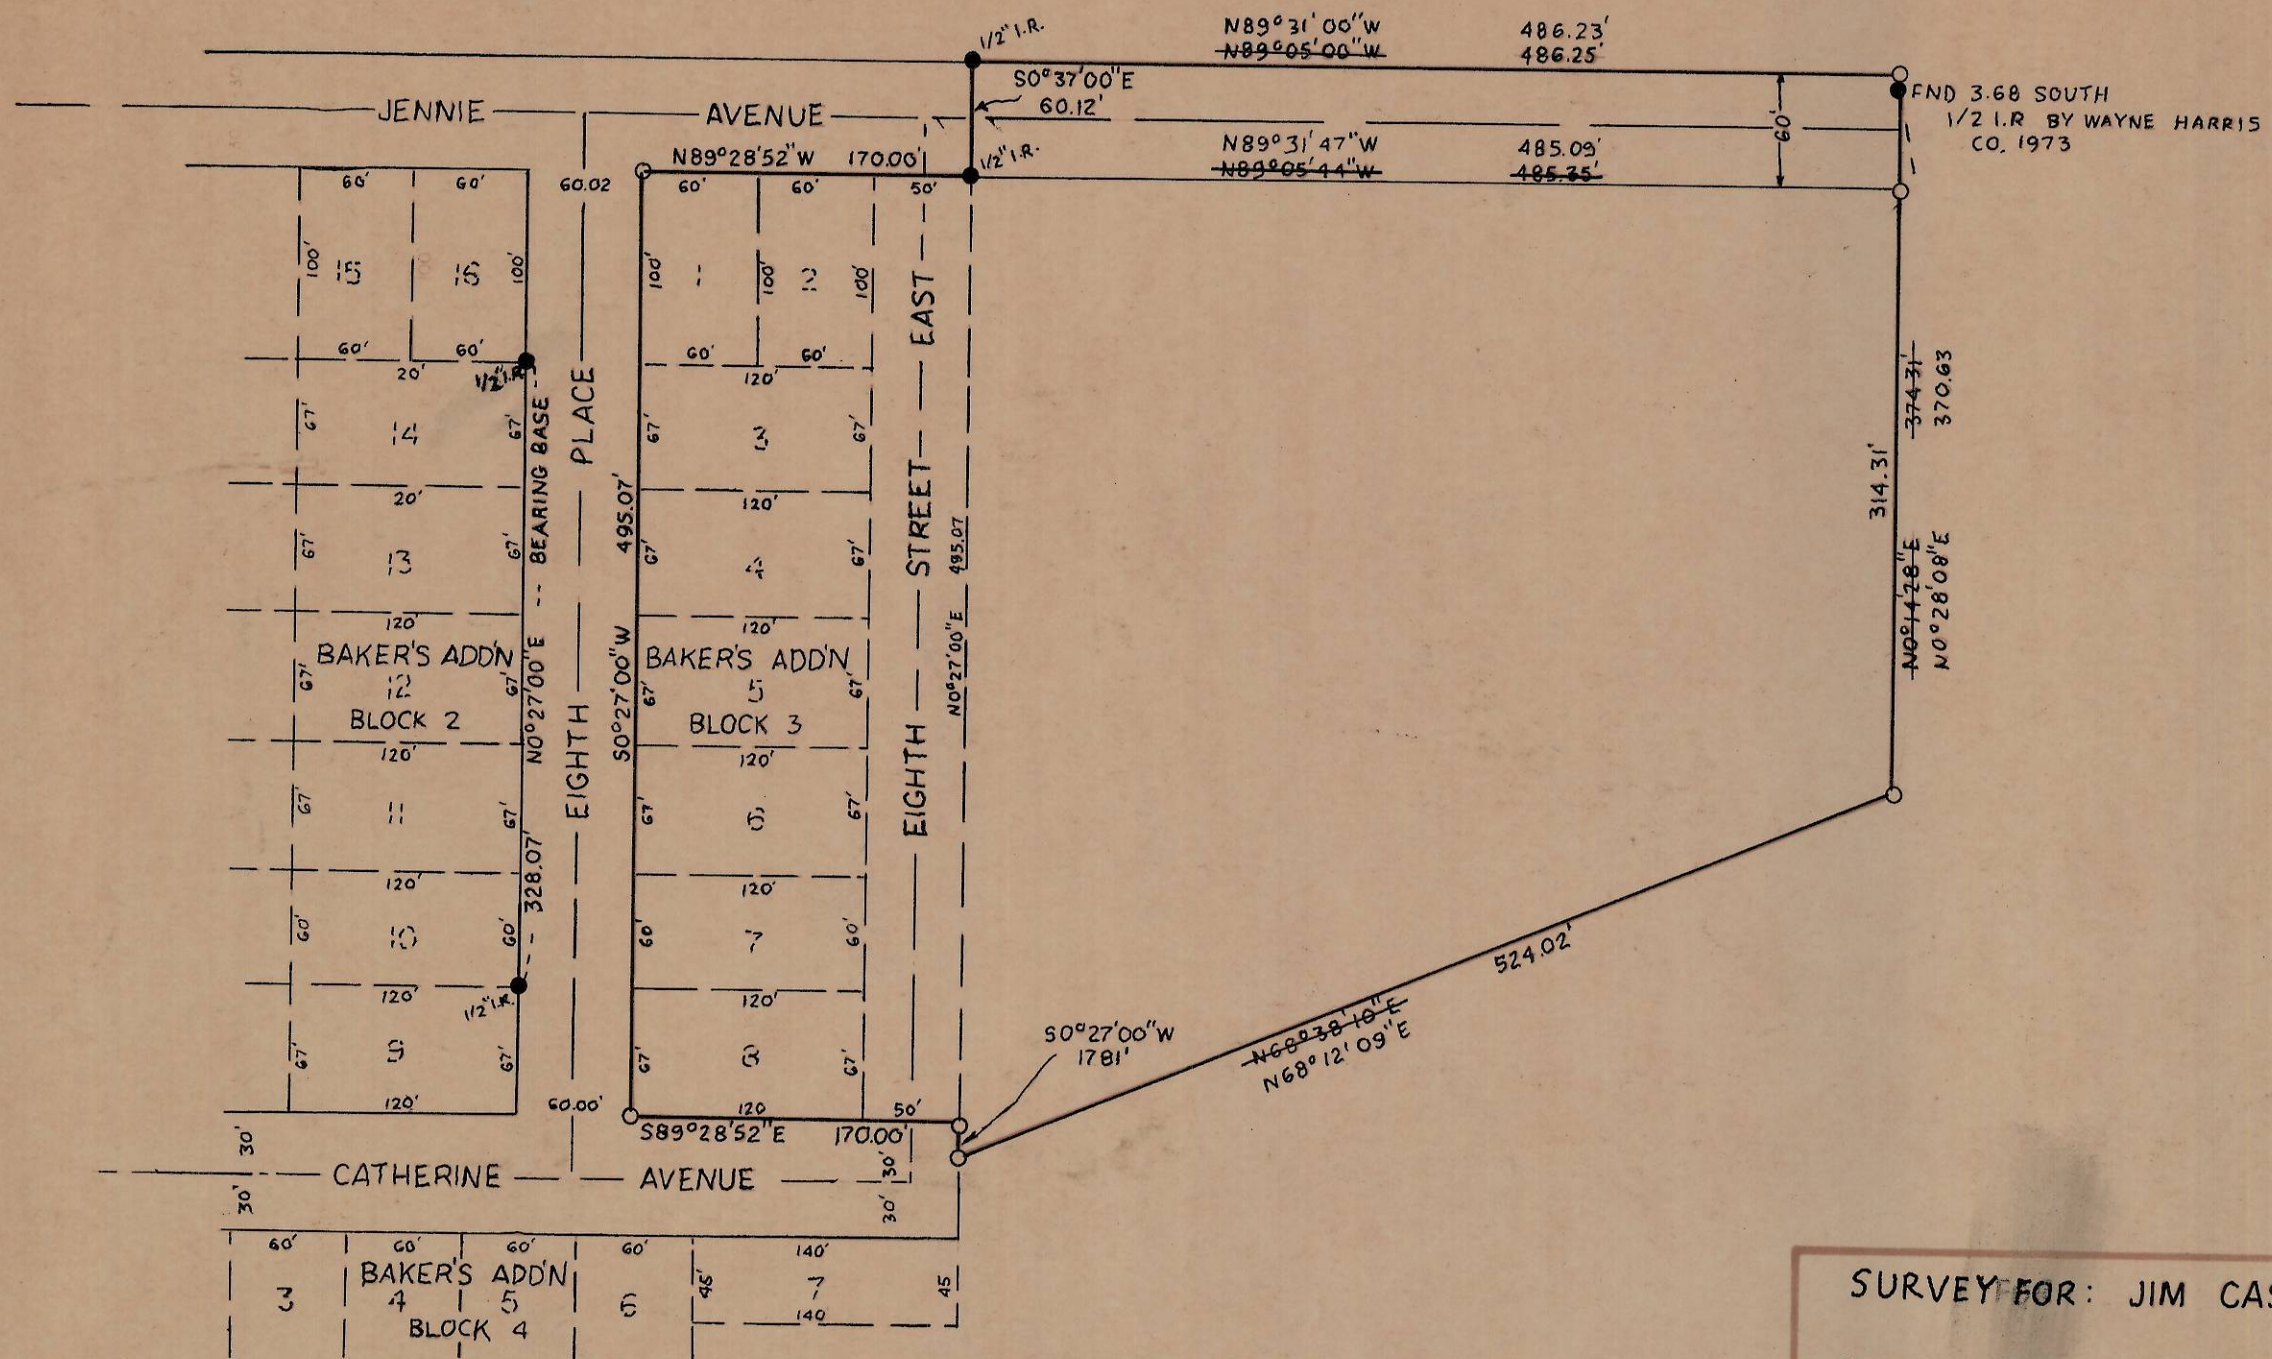 N89°31'00"W 486.23'
N89°05'00"W 486.25'
1/2" I.R.
S0°37'00"E
60.12'
FND 3.68 SOUTH
1/2 I.R BY WAYNE HARRIS
CO, 1973
JENNIE AVENUE
60'
N89°31'47"W 485.09'
N89°05'44"W 485.35'
1/2" I.R.
N89°28'52"W 170.00'
60' 60' 60.02 60' 60' 50'
100' 15 100' 16 100' 100' 1 100' 2 100'
60' 60' 60' 60'
1/2" I.R.
20' 120'
67' 14 67' 67' 3 67'
20' 120'
67' 13 67' 67' 4 67'
120' 120'
BAKER'S ADD'N
67' 12 67'
BLOCK 2
BAKER'S ADD'N
67' 5 67'
BLOCK 3
120' 120'
67' 11 67' 67' 6 67'
120' 120'
60' 10 60' 60' 7 60'
120' 120'
1/2" I.R.
67' 9 67' 67' 8 67'
120' 60.00' 120 50'
N0°27'00"E -- BEARING BASE
328.07'
EIGHTH PLACE
S0°27'00"W 495.07'
EIGHTH STREET EAST
N0°27'00"E 495.07
314.31'
374.31'
370.63
N0°14'28"E
N0°28'08"E
524.02'
N68°38'10"E
N68°12'09"E
S0°27'00"W
1781'
S89°28'52"E 170.00'
30' 30'
CATHERINE AVENUE
30' 30'
60' 60' 60' 60' 140'
BAKER'S ADD'N
3 4 5 6 45' 7 45
140
BLOCK 4
SURVEY FOR: JIM